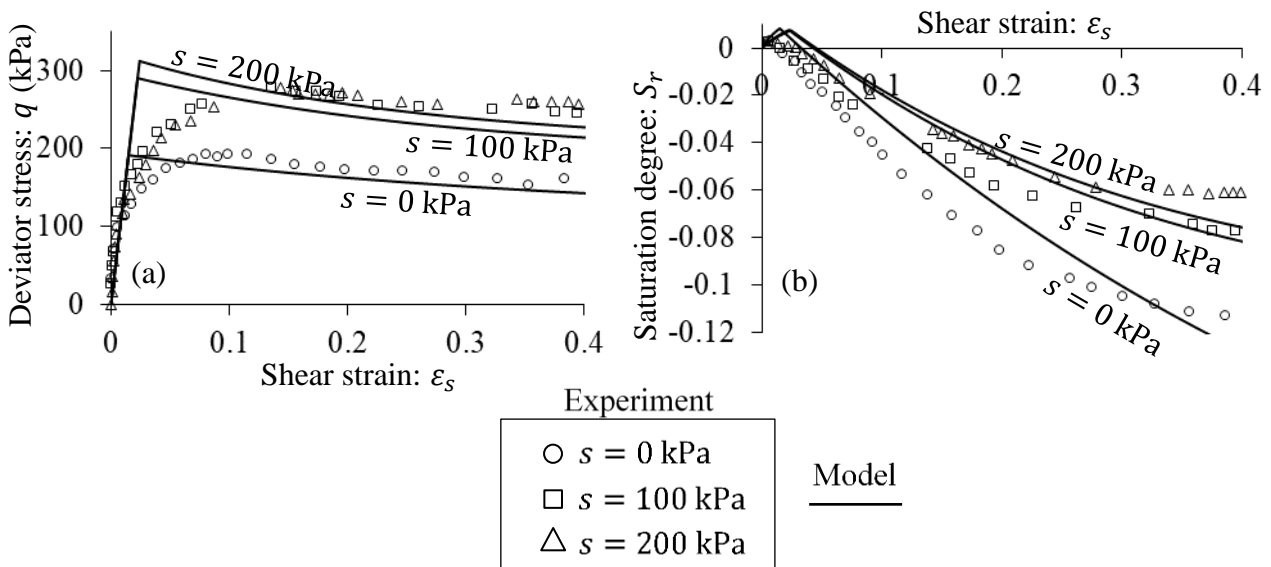 Deviator stress: q (kPa)
300
200
100
0
0
0.1
0.2
0.3
0.4
Shear strain: εs
s = 200 kPa
s = 100 kPa
s = 0 kPa
(a)
Shear strain: εs
Saturation degree: Sr
0
-0.02
-0.04
-0.06
-0.08
-0.1
-0.12
0
0.1
0.2
0.3
0.4
s = 200 kPa
s = 100 kPa
s = 0 kPa
(b)
Experiment
s = 0 kPa
s = 100 kPa
s = 200 kPa
Model